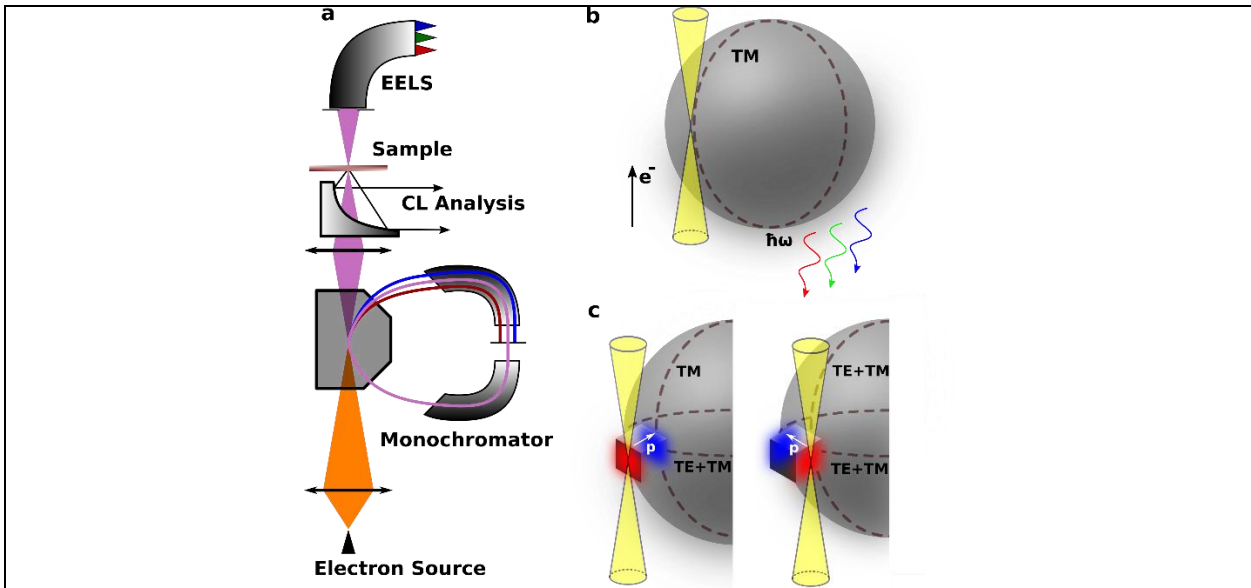 a
EELS
Sample
CL Analysis
Monochromator
Electron Source
b
TM
e-
ħω
c
TM
p
TE+TM
TE+TM
p
TE+TM